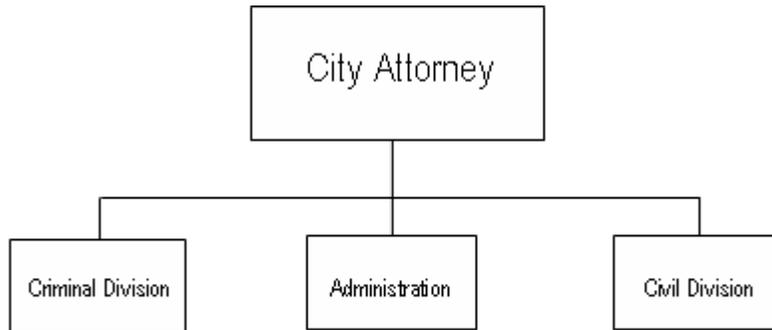 City Attorney
Criminal Division
Administration
Civil Division